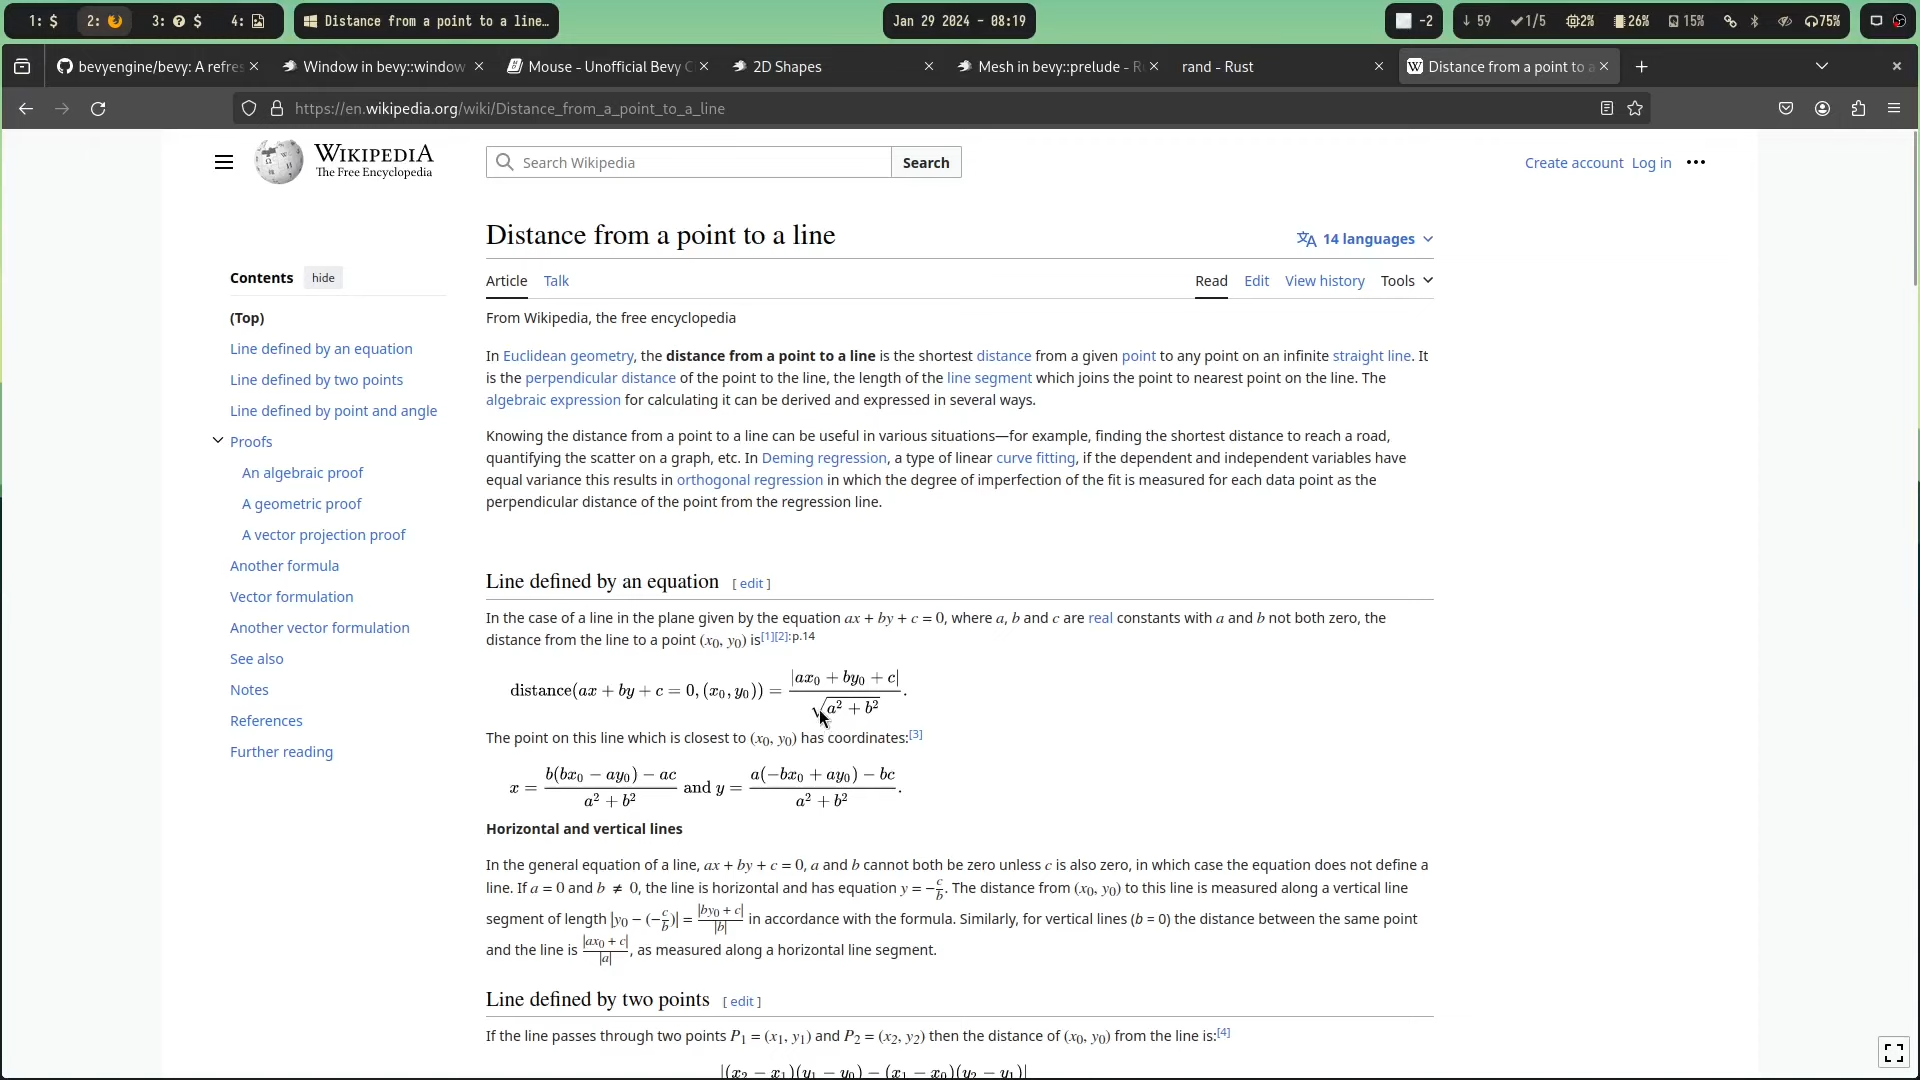 1: $ 2: 3: $ 4: Distance from a point to a line… Jan 29 2024 - 08:19 -2 ↓ 59 ✓1/5 2% 26% 15% 75%
bevyengine/bevy: A refres Window in bevy::window Mouse - Unofficial Bevy C 2D Shapes Mesh in bevy::prelude - R rand - Rust Distance from a point to a
https://en.wikipedia.org/wiki/Distance_from_a_point_to_a_line
WIKIPEDIA
The Free Encyclopedia
Search Wikipedia Search Create account Log in
Distance from a point to a line
14 languages
Article Talk Read Edit View history Tools
Contents hide
(Top)
Line defined by an equation
Line defined by two points
Line defined by point and angle
Proofs
An algebraic proof
A geometric proof
A vector projection proof
Another formula
Vector formulation
Another vector formulation
See also
Notes
References
Further reading
From Wikipedia, the free encyclopedia
In Euclidean geometry, the distance from a point to a line is the shortest distance from a given point to any point on an infinite straight line. It
is the perpendicular distance of the point to the line, the length of the line segment which joins the point to nearest point on the line. The
algebraic expression for calculating it can be derived and expressed in several ways.
Knowing the distance from a point to a line can be useful in various situations—for example, finding the shortest distance to reach a road,
quantifying the scatter on a graph, etc. In Deming regression, a type of linear curve fitting, if the dependent and independent variables have
equal variance this results in orthogonal regression in which the degree of imperfection of the fit is measured for each data point as the
perpendicular distance of the point from the regression line.
Line defined by an equation [ edit ]
In the case of a line in the plane given by the equation ax + by + c = 0, where a, b and c are real constants with a and b not both zero, the
distance from the line to a point (x₀, y₀) is[1][2]:p.14
distance(ax + by + c = 0, (x₀, y₀)) = |ax₀ + by₀ + c| / √(a² + b²).
The point on this line which is closest to (x₀, y₀) has coordinates:[3]
x = (b(bx₀ − ay₀) − ac) / (a² + b²) and y = (a(−bx₀ + ay₀) − bc) / (a² + b²).
Horizontal and vertical lines
In the general equation of a line, ax + by + c = 0, a and b cannot both be zero unless c is also zero, in which case the equation does not define a
line. If a = 0 and b ≠ 0, the line is horizontal and has equation y = −c/b. The distance from (x₀, y₀) to this line is measured along a vertical line
segment of length |y₀ − (−c/b)| = |by₀ + c| / |b| in accordance with the formula. Similarly, for vertical lines (b = 0) the distance between the same point
and the line is |ax₀ + c| / |a|, as measured along a horizontal line segment.
Line defined by two points [ edit ]
If the line passes through two points P₁ = (x₁, y₁) and P₂ = (x₂, y₂) then the distance of (x₀, y₀) from the line is:[4]
|(x₂ − x₁)(y₁ − y₀) − (x₁ − x₀)(y₂ − y₁)|